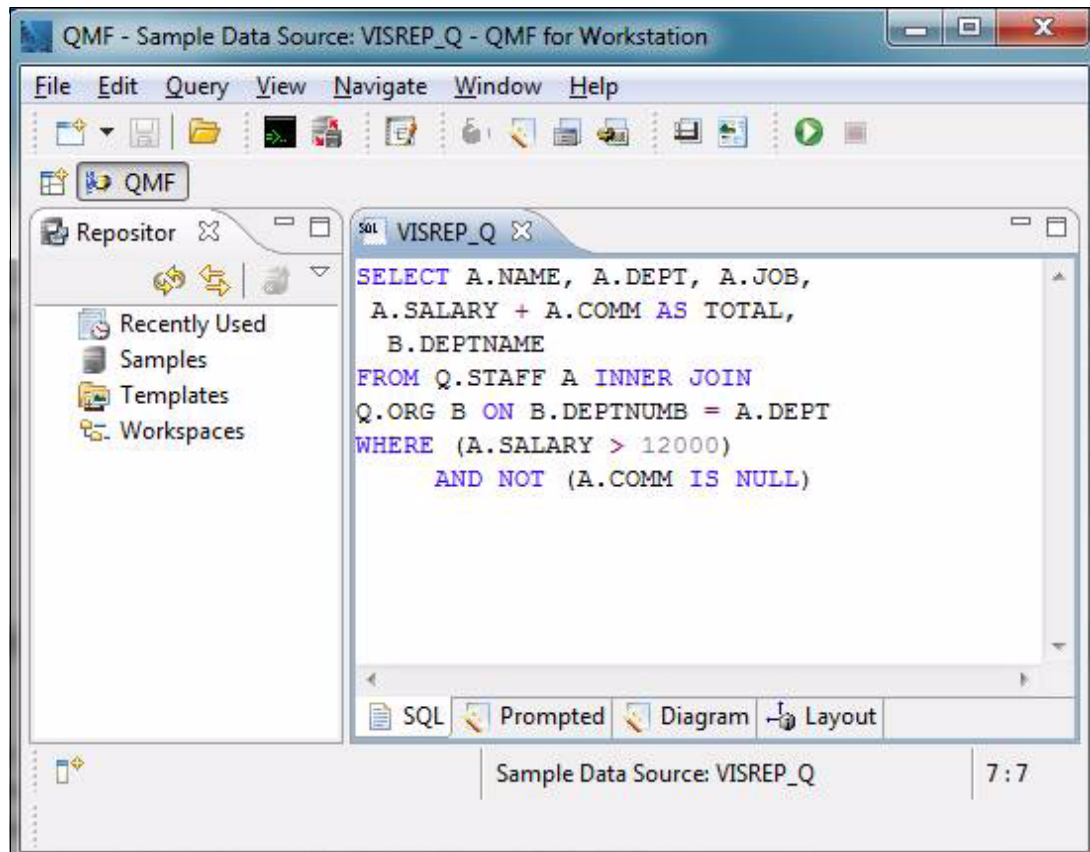 QMF - Sample Data Source: VISREP_Q - QMF for Workstation
File Edit Query View Navigate Window Help
QMF
Repositor
Recently Used
Samples
Templates
Workspaces
SQL VISREP_Q
SELECT A.NAME, A.DEPT, A.JOB,
A.SALARY + A.COMM AS TOTAL,
B.DEPTNAME
FROM Q.STAFF A INNER JOIN
Q.ORG B ON B.DEPTNUMB = A.DEPT
WHERE (A.SALARY > 12000)
AND NOT (A.COMM IS NULL)
SQL Prompted Diagram Layout
Sample Data Source: VISREP_Q 7:7